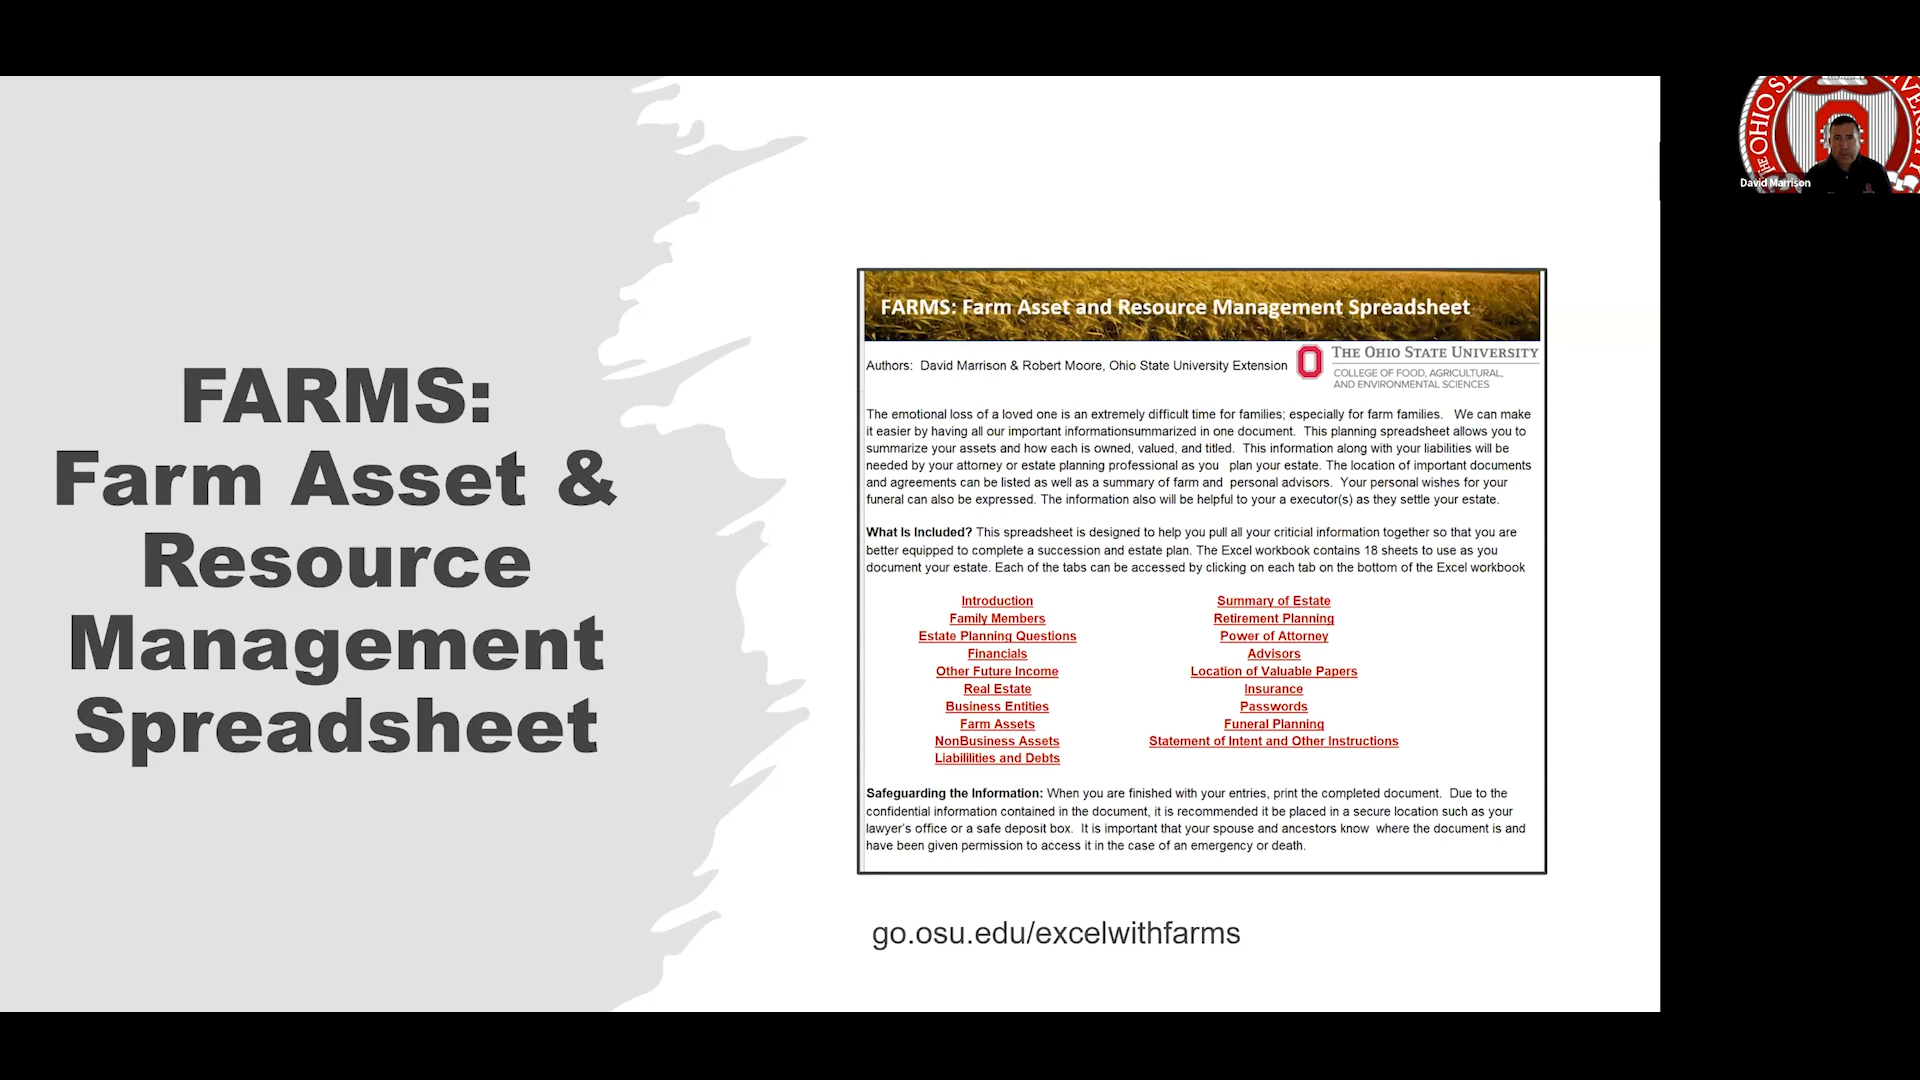 FARMS:
Farm Asset &
Resource
Management
Spreadsheet
FARMS: Farm Asset and Resource Management Spreadsheet
Authors:  David Marrison & Robert Moore, Ohio State University Extension
THE OHIO STATE UNIVERSITY
COLLEGE OF FOOD, AGRICULTURAL,
AND ENVIRONMENTAL SCIENCES
The emotional loss of a loved one is an extremely difficult time for families; especially for farm families.   We can make
it easier by having all our important informationsummarized in one document.  This planning spreadsheet allows you to
summarize your assets and how each is owned, valued, and titled.  This information along with your liabilities will be
needed by your attorney or estate planning professional as you   plan your estate. The location of important documents
and agreements can be listed as well as a summary of farm and  personal advisors.  Your personal wishes for your
funeral can also be expressed. The information also will be helpful to your a executor(s) as they settle your estate.
What Is Included? This spreadsheet is designed to help you pull all your criticial information together so that you are
better equipped to complete a succession and estate plan. The Excel workbook contains 18 sheets to use as you
document your estate. Each of the tabs can be accessed by clicking on each tab on the bottom of the Excel workbook
Introduction
Family Members
Estate Planning Questions
Financials
Other Future Income
Real Estate
Business Entities
Farm Assets
NonBusiness Assets
Liabililities and Debts
Summary of Estate
Retirement Planning
Power of Attorney
Advisors
Location of Valuable Papers
Insurance
Passwords
Funeral Planning
Statement of Intent and Other Instructions
Safeguarding the Information: When you are finished with your entries, print the completed document.  Due to the
confidential information contained in the document, it is recommended it be placed in a secure location such as your
lawyer's office or a safe deposit box.  It is important that your spouse and ancestors know  where the document is and
have been given permission to access it in the case of an emergency or death.
go.osu.edu/excelwithfarms
THE OHIO
David Marrison